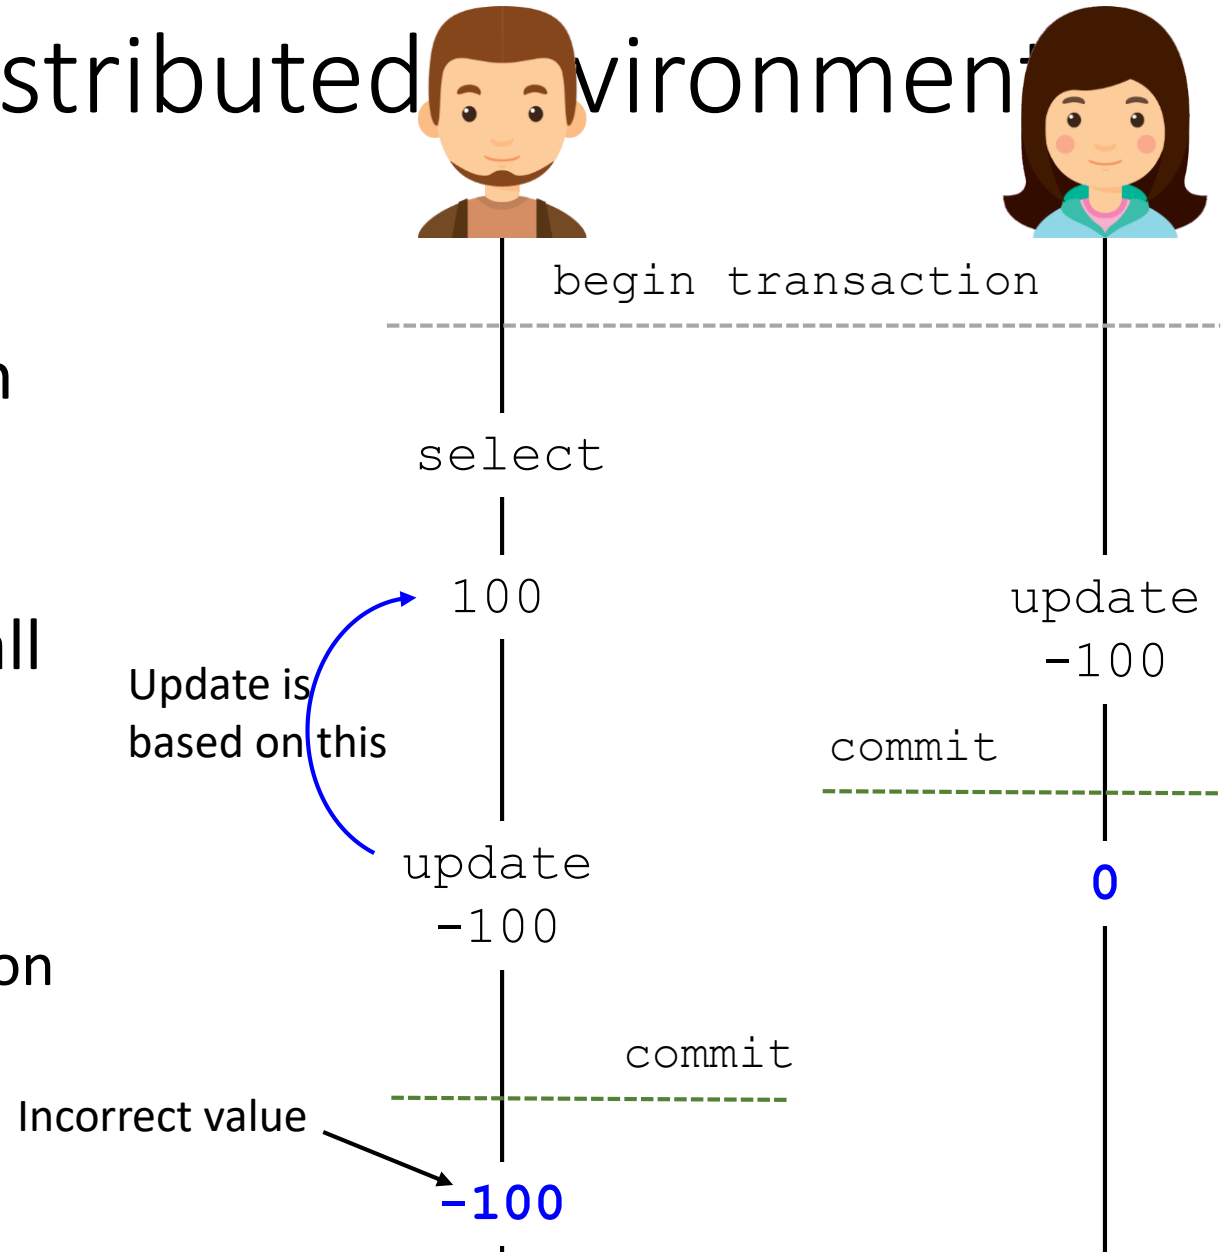 stributed vironment
begin transaction
n
select
100
update
-100
all
Update is
based on this
commit
update
-100
0
on
commit
Incorrect value
-100